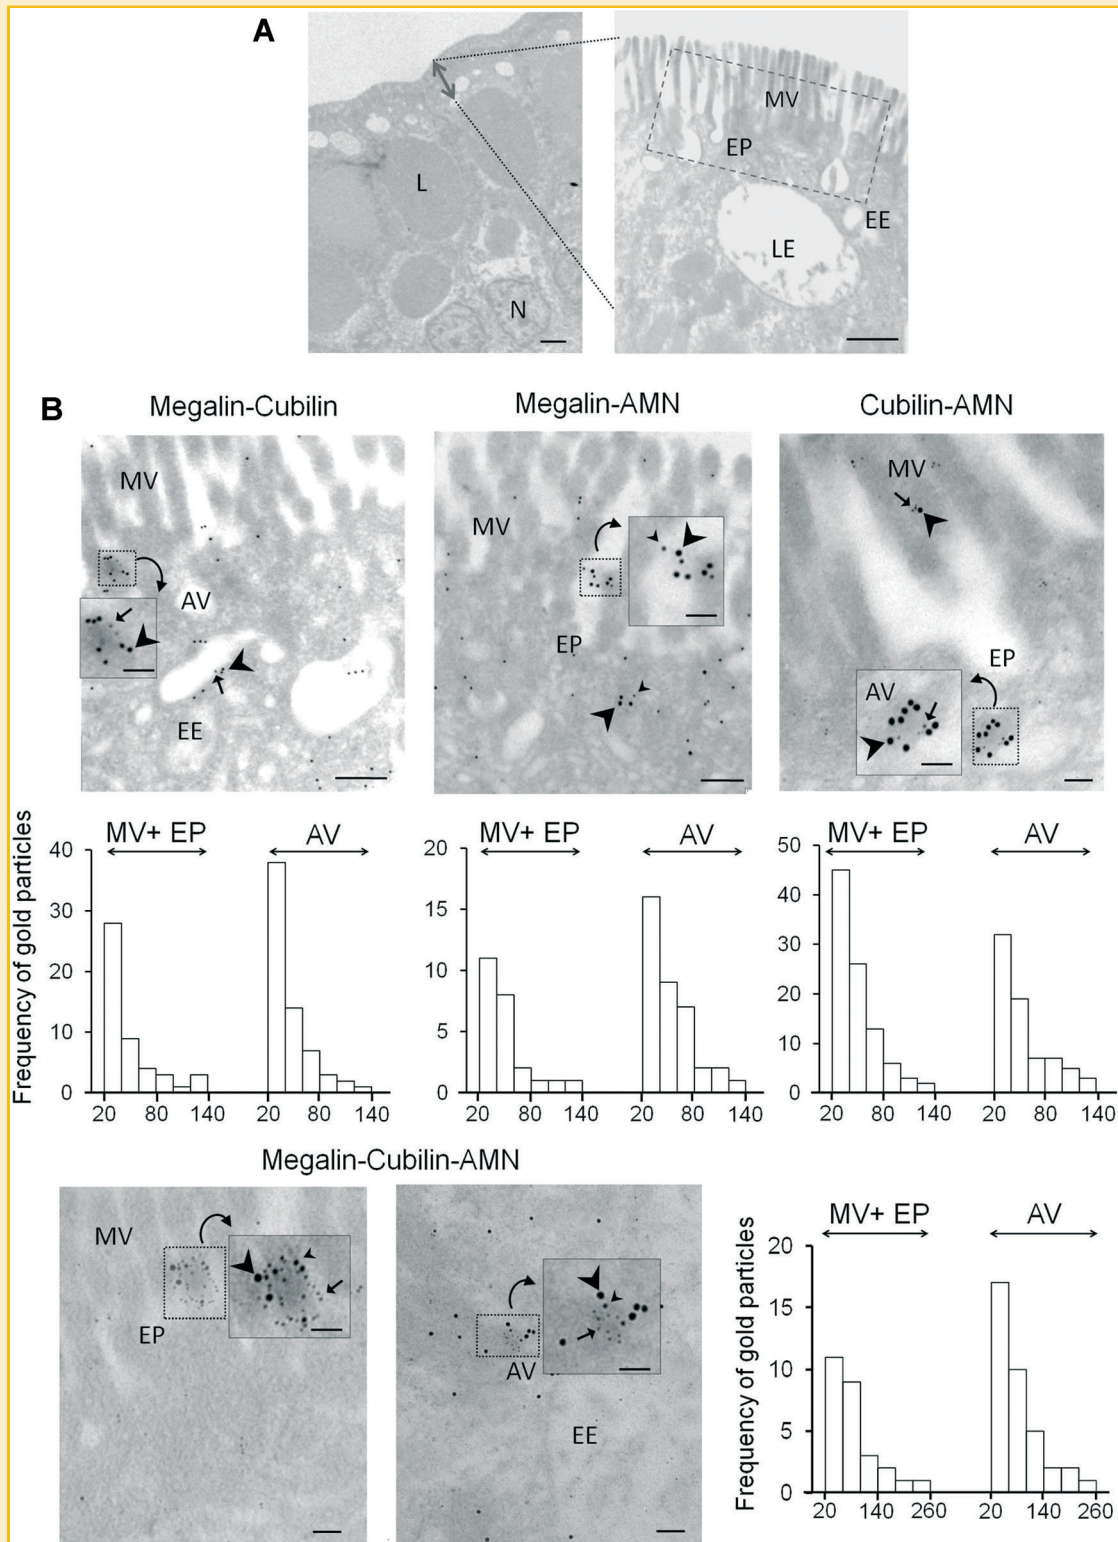 A
L
N
MV
EP
EE
LE
B
Megalin-Cubilin
Megalin-AMN
Cubilin-AMN
MV
AV
EE
MV
EP
MV
EP
AV
Frequency of gold particles
MV+ EP
AV
40
30
20
10
0
20 80 140 20 80 140
MV+ EP
AV
20
15
10
5
0
20 80 140 20 80 140
MV+ EP
AV
50
40
30
20
10
0
20 80 140 20 80 140
Megalin-Cubilin-AMN
MV
EP
AV
EE
Frequency of gold particles
MV+ EP
AV
20
15
10
5
0
20 140 260 20 140 260